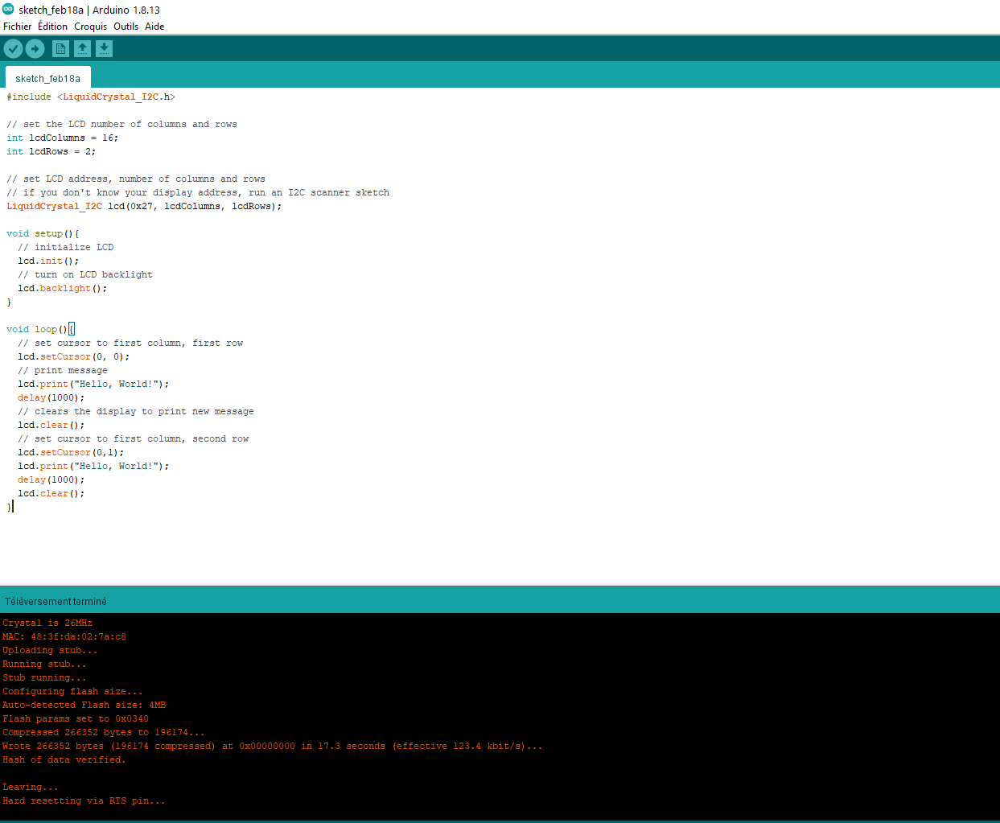 sketch_feb18a | Arduino 1.8.13
Fichier Édition Croquis Outils Aide
sketch_feb18a
#include <LiquidCrystal_I2C.h>
// set the LCD number of columns and rows
int lcdColumns = 16;
int lcdRows = 2;
// set LCD address, number of columns and rows
// if you don't know your display address, run an I2C scanner sketch
LiquidCrystal_I2C lcd(0x27, lcdColumns, lcdRows);
void setup(){
// initialize LCD
lcd.init();
// turn on LCD backlight
lcd.backlight();
}
void loop(){
// set cursor to first column, first row
lcd.setCursor(0, 0);
// print message
lcd.print("Hello, World!");
delay(1000);
// clears the display to print new message
lcd.clear();
// set cursor to first column, second row
lcd.setCursor(0,1);
lcd.print("Hello, World!");
delay(1000);
lcd.clear();
}
Téléversement terminé
Crystal is 26MHz
MAC: 48:3f:da:02:7a:c8
Uploading stub...
Running stub...
Stub running...
Configuring flash size...
Auto-detected Flash size: 4MB
Flash params set to 0x0340
Compressed 266352 bytes to 196174...
Wrote 266352 bytes (196174 compressed) at 0x00000000 in 17.3 seconds (effective 123.4 kbit/s)...
Hash of data verified.
Leaving...
Hard resetting via RTS pin...